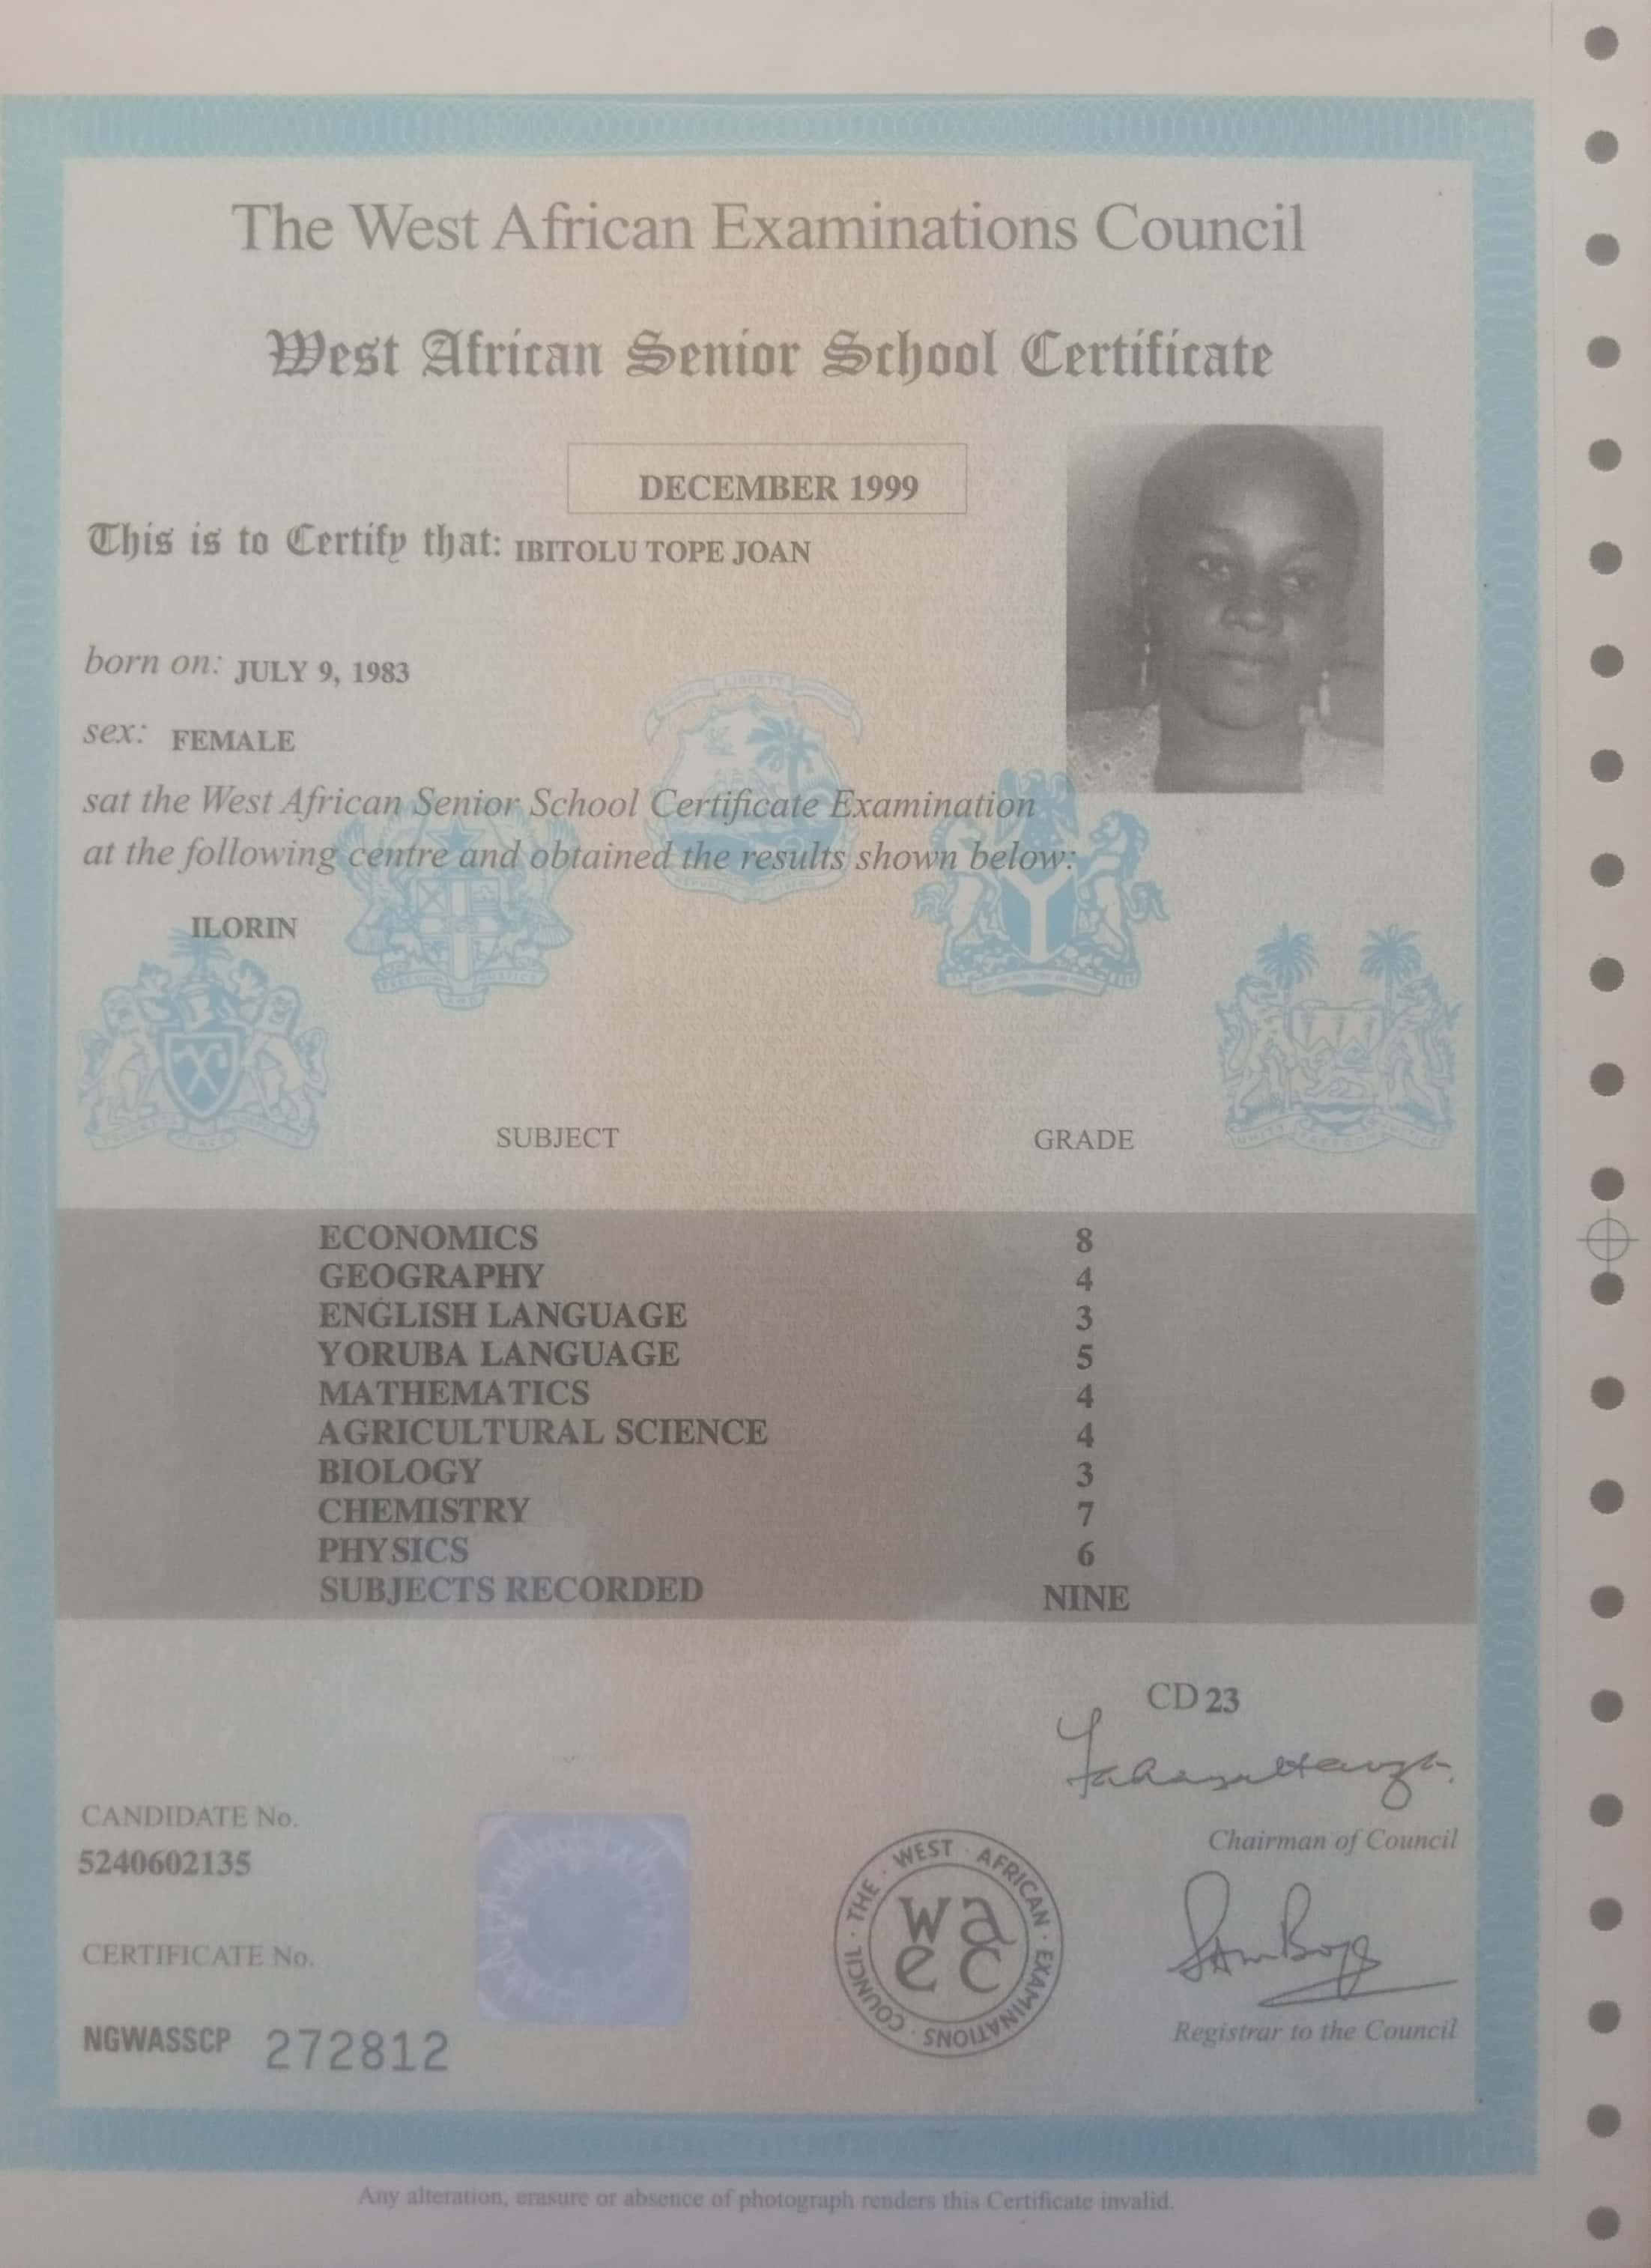 The West African Examinations Council
West African Senior School Certificate
DECEMBER 1999
This is to Certify that: IBITOLU TOPE JOAN
born on: JULY 9, 1983
sex: FEMALE
sat the West African Senior School Certificate Examination
at the following centre and obtained the results shown below:
ILORIN
SUBJECT GRADE
ECONOMICS 8
GEOGRAPHY 4
ENGLISH LANGUAGE 3
YORUBA LANGUAGE 5
MATHEMATICS 4
AGRICULTURAL SCIENCE 4
BIOLOGY 3
CHEMISTRY 7
PHYSICS 6
SUBJECTS RECORDED NINE
CD 23
Chairman of Council
CANDIDATE No.
5240602135
CERTIFICATE No.
NGWASSCP 272812
THE · WEST · AFRICAN · EXAMINATIONS · COUNCIL
wa
ec
Registrar to the Council
Any alteration, erasure or absence of photograph renders this Certificate invalid.